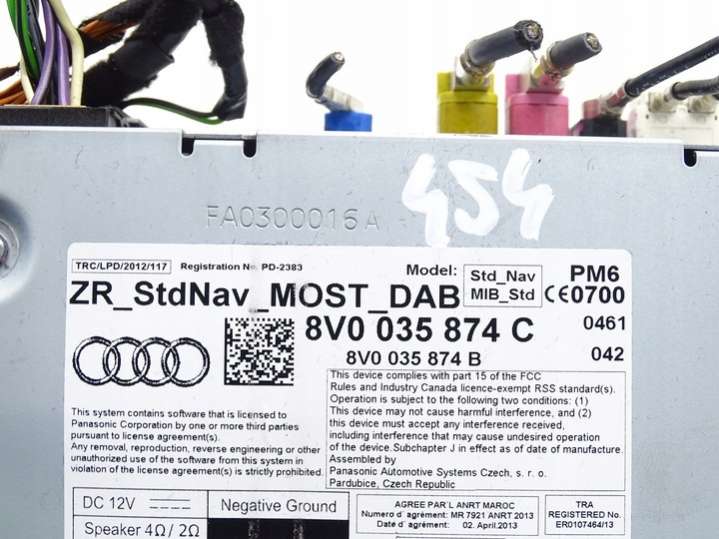 454
FA0300016A
TRC/LPD/2012/117 Registration No. PD-2383 Model: Std_Nav MIB_Std PM6
ZR_StdNav_MOST_DAB CE0700
8V0 035 874 C 0461
8V0 035 874 B 042
This device complies with part 15 of the FCC
Rules and Industry Canada licence-exempt RSS standard(s).
Operation is subject to the following two conditions: (1)
This device may not cause harmful interference, and (2)
this device must accept any interference received,
including interference that may cause undesired operation
of the device.Subchapter J in effect as of date of manufacture.
Assembled by
Panasonic Automotive Systems Czech, s. r. o.
Pardubice, Czech Republic
This system contains software that is licensed to
Panasonic Corporation by one or more third parties
pursuant to license agreement(s).
Any removal, reproduction, reverse engineering or other
unauthorized use of the software from this system in
violation of the license agreement(s) is strictly prohibited.
DC 12V Negative Ground
Speaker 4Ω/ 2Ω
AGREE PAR L'ANRT MAROC
Numero d'agrément: MR 7921 ANRT 2013
Date d'agrément: 02. April.2013
TRA
REGISTERED No.
ER0107464/13